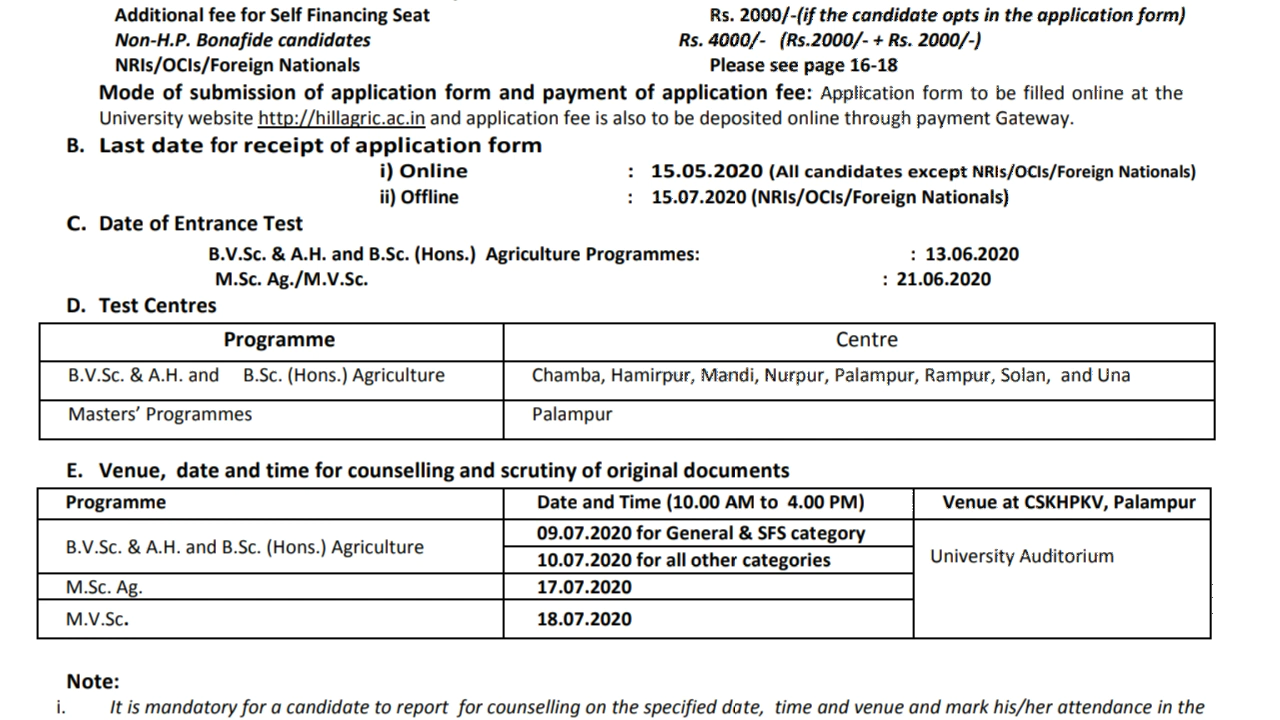 Additional fee for Self Financing Seat Rs. 2000/-(if the candidate opts in the application form)
Non-H.P. Bonafide candidates Rs. 4000/- (Rs.2000/- + Rs. 2000/-)
NRIs/OCIs/Foreign Nationals Please see page 16-18
Mode of submission of application form and payment of application fee: Application form to be filled online at the
University website http://hillagric.ac.in and application fee is also to be deposited online through payment Gateway.
B. Last date for receipt of application form
i) Online : 15.05.2020 (All candidates except NRIs/OCIs/Foreign Nationals)
ii) Offline : 15.07.2020 (NRIs/OCIs/Foreign Nationals)
C. Date of Entrance Test
B.V.Sc. & A.H. and B.Sc. (Hons.) Agriculture Programmes: : 13.06.2020
M.Sc. Ag./M.V.Sc. : 21.06.2020
D. Test Centres
Programme Centre
B.V.Sc. & A.H. and B.Sc. (Hons.) Agriculture Chamba, Hamirpur, Mandi, Nurpur, Palampur, Rampur, Solan, and Una
Masters' Programmes Palampur
E. Venue, date and time for counselling and scrutiny of original documents
Programme Date and Time (10.00 AM to 4.00 PM) Venue at CSKHPKV, Palampur
B.V.Sc. & A.H. and B.Sc. (Hons.) Agriculture 09.07.2020 for General & SFS category
10.07.2020 for all other categories University Auditorium
M.Sc. Ag. 17.07.2020
M.V.Sc. 18.07.2020
Note:
i. It is mandatory for a candidate to report for counselling on the specified date, time and venue and mark his/her attendance in the